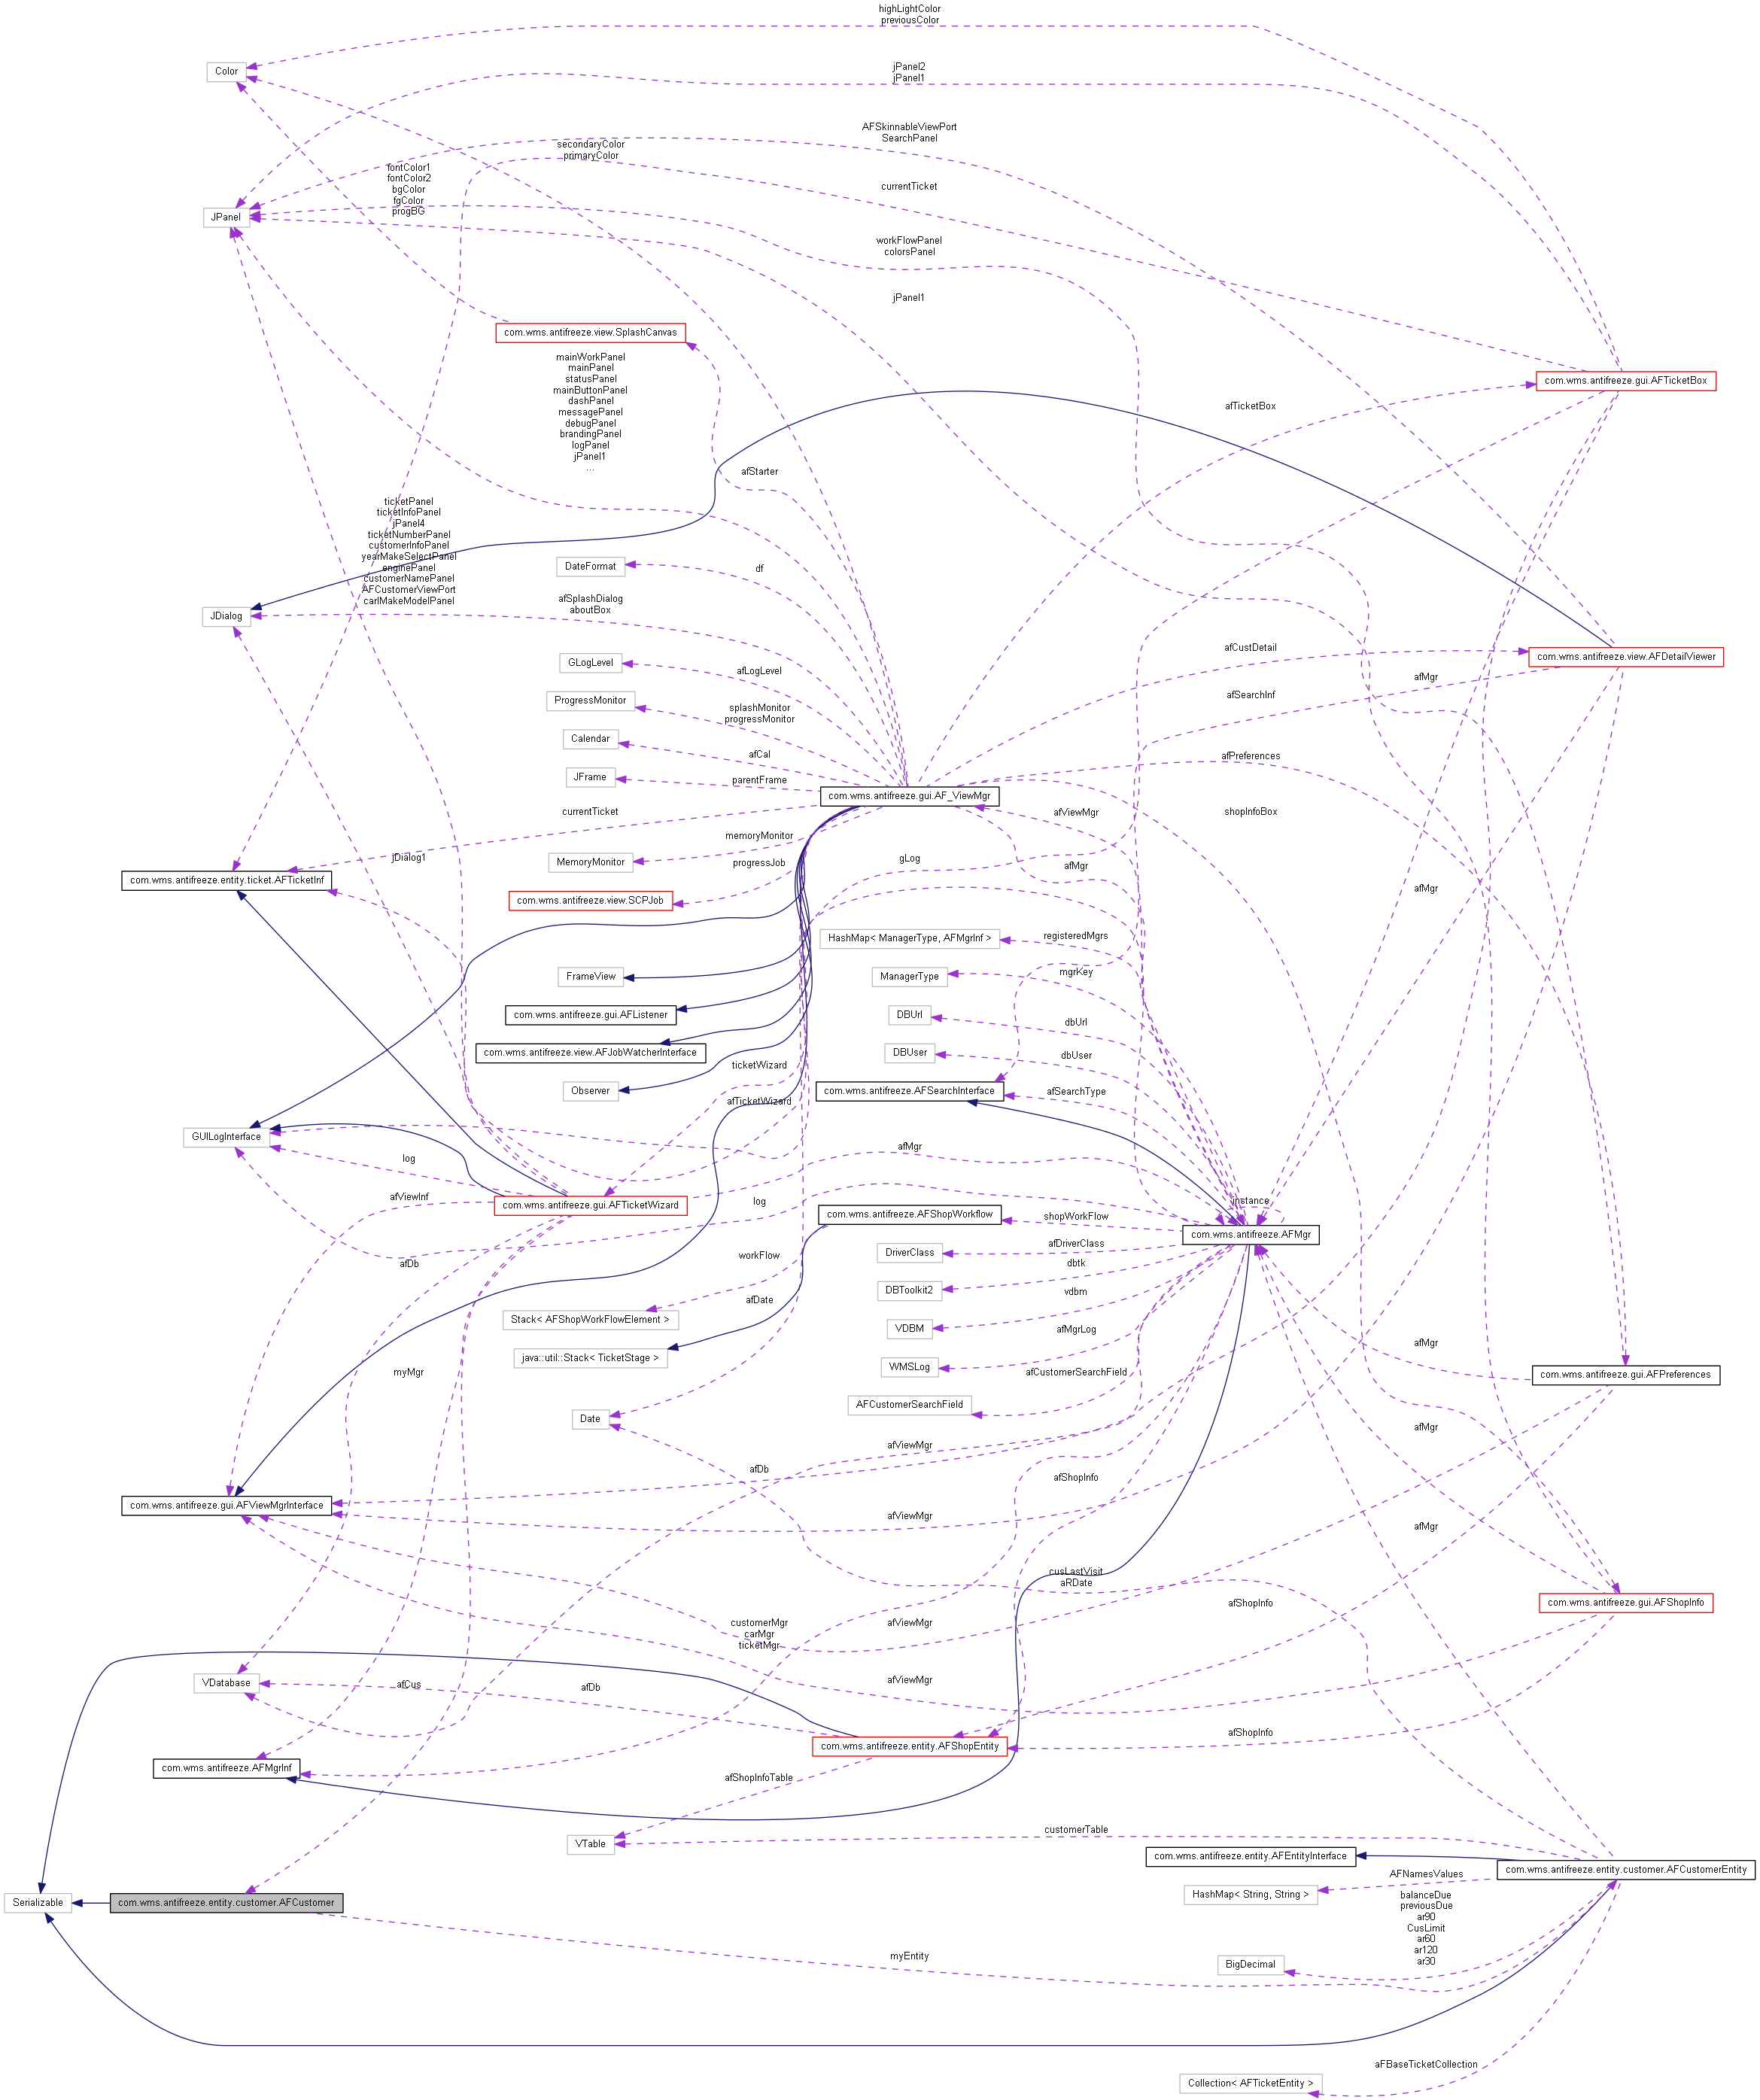 highLightColor
previousColor
Color
jPanel2
jPanel1
AFSkinnableViewPort
SearchPanel
secondaryColor
primaryColor
fontColor1
fontColor2
bgColor
fgColor
progBG
currentTicket
JPanel
workFlowPanel
colorsPanel
jPanel1
com.wms.antifreeze.view.SplashCanvas
mainWorkPanel
mainPanel
statusPanel
mainButtonPanel
dashPanel
messagePanel
debugPanel
brandingPanel
logPanel
jPanel1
...
com.wms.antifreeze.gui.AFTicketBox
afTicketBox
afStarter
ticketPanel
ticketInfoPanel
jPanel4
ticketNumberPanel
customerInfoPanel
yearMakeSelectPanel
enginePanel
customerNamePanel
AFCustomerViewPort
carlMakeModelPanel
DateFormat
df
afSplashDialog
aboutBox
JDialog
GLogLevel
afLogLevel
afCustDetail
com.wms.antifreeze.view.AFDetailViewer
afMgr
afSearchInf
ProgressMonitor
splashMonitor
progressMonitor
Calendar
afCal
afPreferences
JFrame
parentFrame
com.wms.antifreeze.gui.AF_ViewMgr
currentTicket
afViewMgr
shopInfoBox
memoryMonitor
MemoryMonitor
jDialog1
progressJob
gLog
afMgr
afMgr
com.wms.antifreeze.entity.ticket.AFTicketInf
com.wms.antifreeze.view.SCPJob
HashMap< ManagerType, AFMgrInf >
registeredMgrs
FrameView
ManagerType
mgrKey
com.wms.antifreeze.gui.AFListener
DBUrl
dbUrl
com.wms.antifreeze.view.AFJobWatcherInterface
DBUser
dbUser
ticketWizard
Observer
com.wms.antifreeze.AFSearchInterface
afSearchType
afTicketWizard
GUILogInterface
log
afMgr
afViewInf
com.wms.antifreeze.gui.AFTicketWizard
log
com.wms.antifreeze.AFShopWorkflow
shopWorkFlow
instance
com.wms.antifreeze.AFMgr
afDb
workFlow
DriverClass
afDriverClass
dbtk
DBToolkit2
vdbm
afDate
Stack< AFShopWorkFlowElement >
VDBM
afMgrLog
afMgr
java::util::Stack< TicketStage >
WMSLog
myMgr
afCustomerSearchField
com.wms.antifreeze.gui.AFPreferences
AFCustomerSearchField
Date
afMgr
afViewMgr
afDb
afShopInfo
com.wms.antifreeze.gui.AFViewMgrInterface
afViewMgr
afMgr
cusLastVisit
aRDate
afShopInfo
com.wms.antifreeze.gui.AFShopInfo
customerMgr
carMgr
ticketMgr
afViewMgr
VDatabase
afCus
afDb
afViewMgr
afShopInfo
com.wms.antifreeze.entity.AFShopEntity
com.wms.antifreeze.AFMgrInf
afShopInfoTable
VTable
customerTable
com.wms.antifreeze.entity.AFEntityInterface
com.wms.antifreeze.entity.customer.AFCustomerEntity
AFNamesValues
HashMap< String, String >
Serializable
com.wms.antifreeze.entity.customer.AFCustomer
balanceDue
previousDue
ar90
CusLimit
ar60
ar120
ar30
myEntity
BigDecimal
aFBaseTicketCollection
Collection< AFTicketEntity >